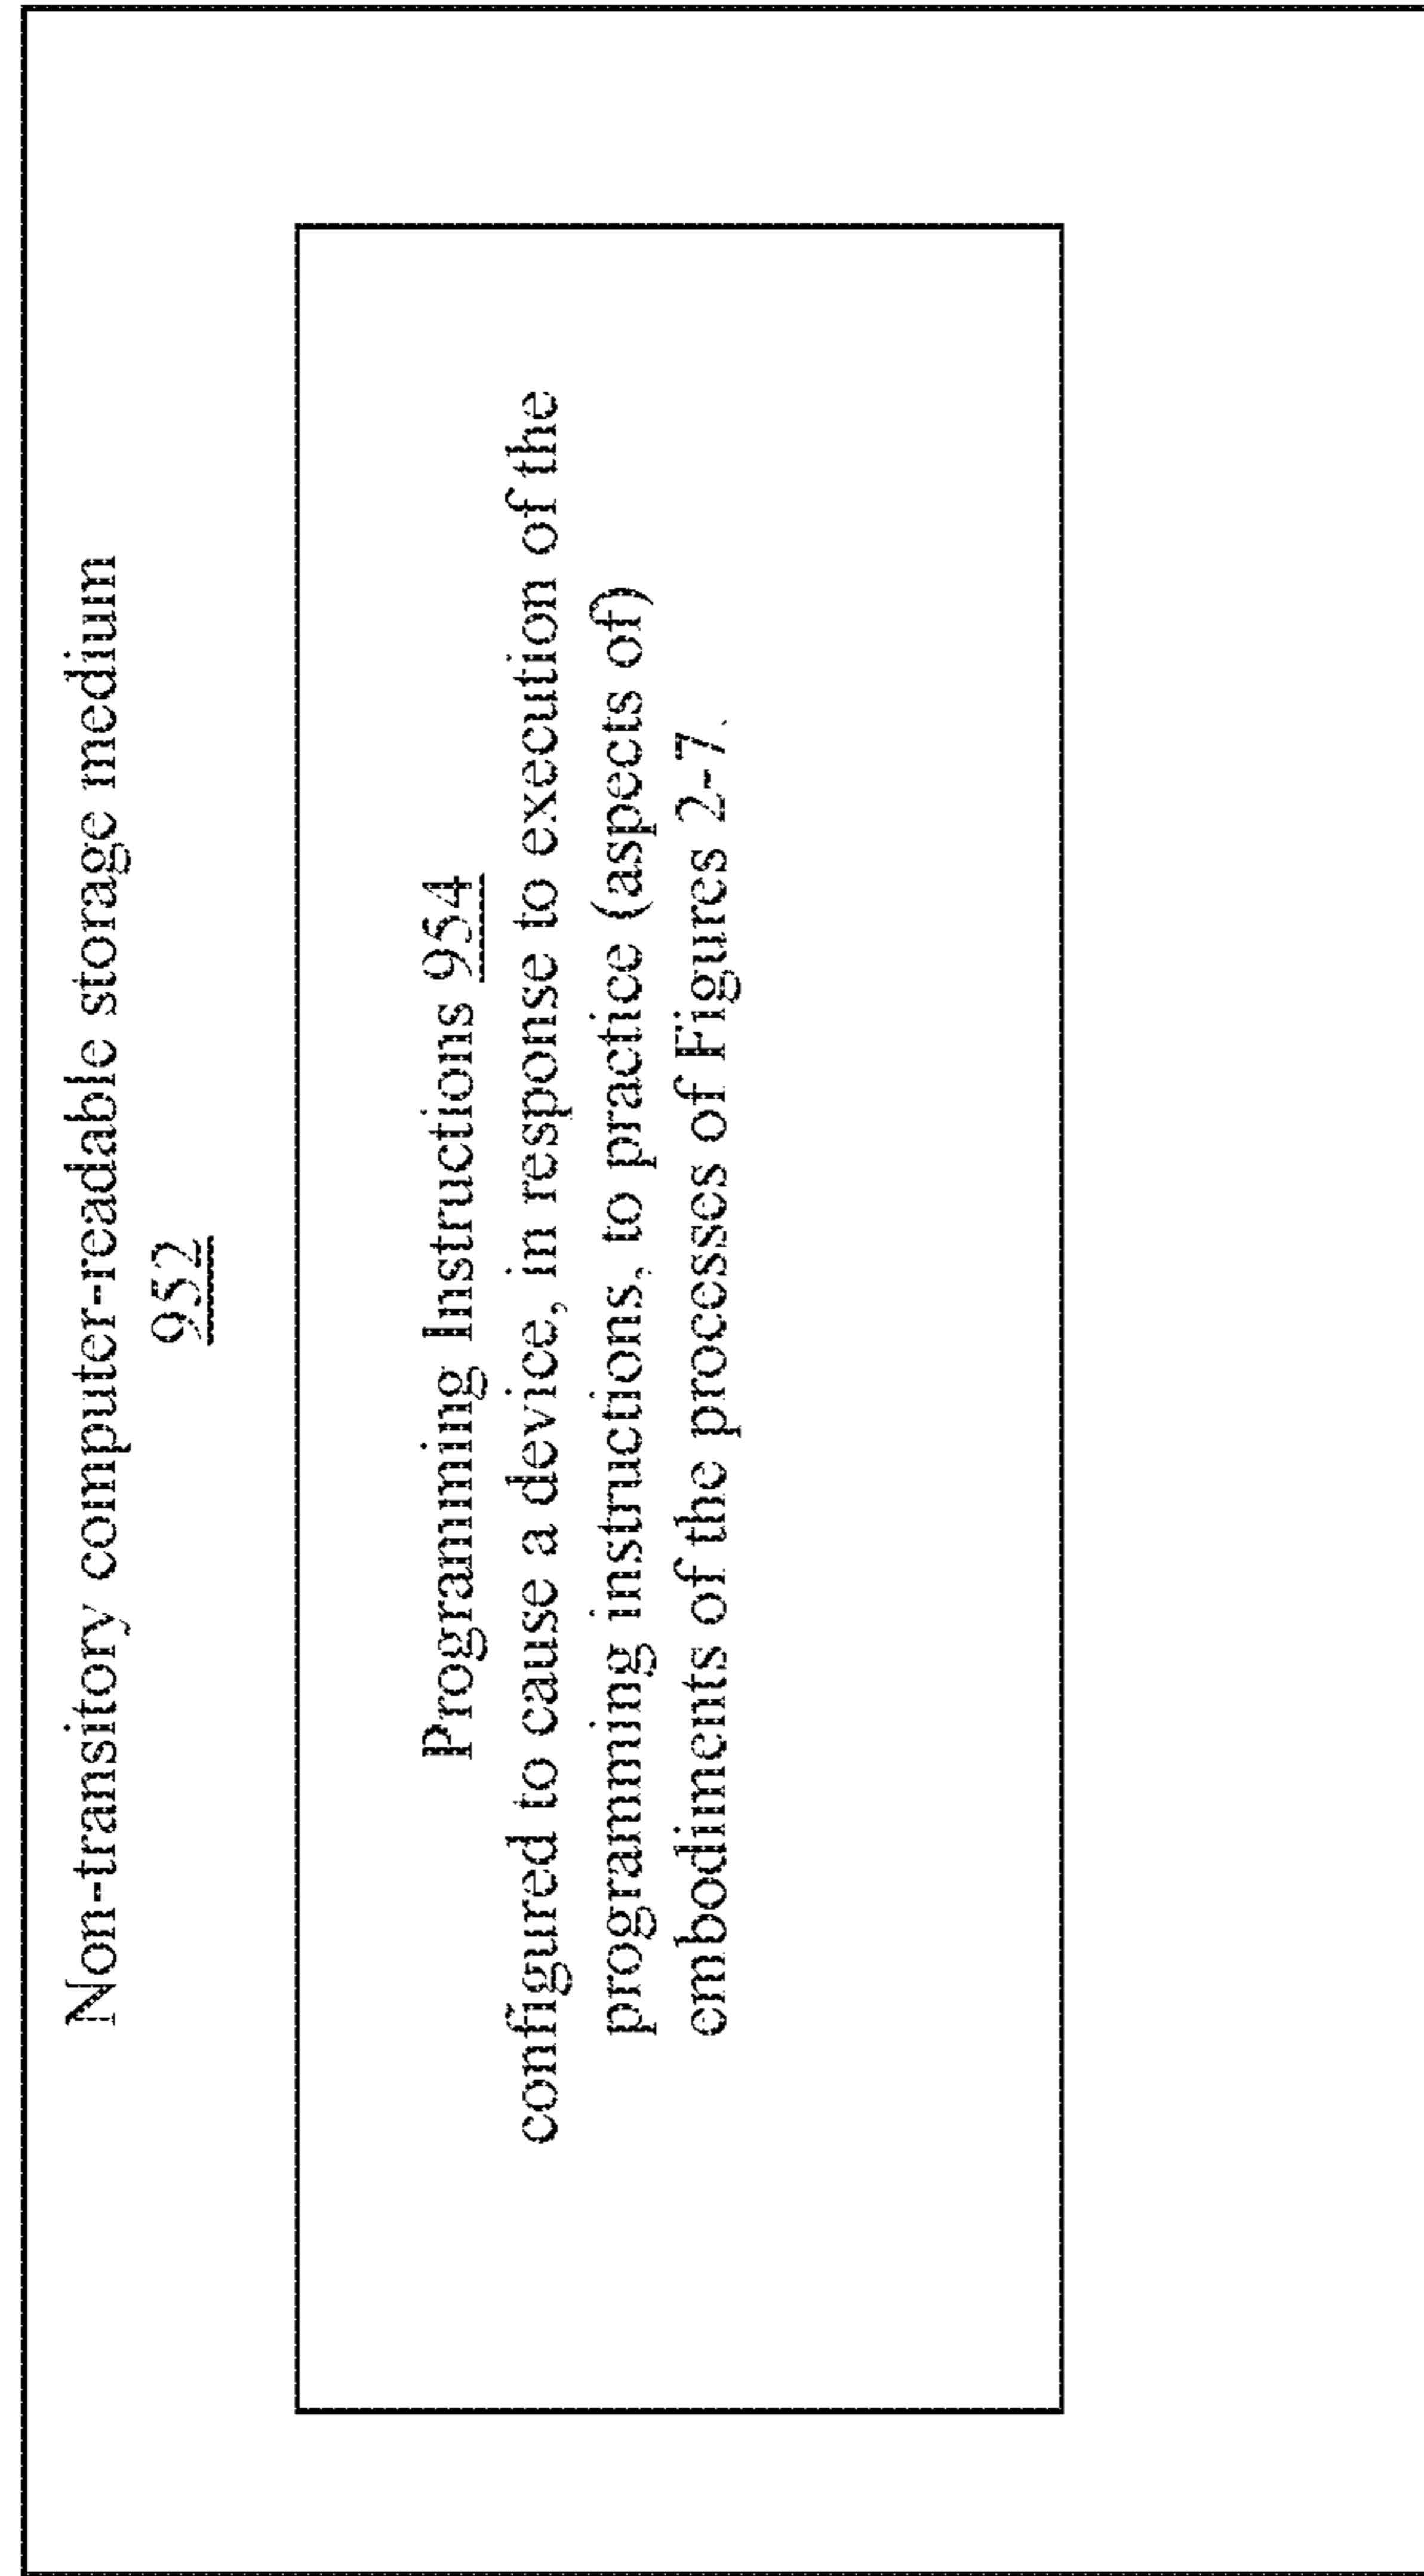 Non-transitory computer-readable storage medium
952
Programming Instructions 954
configured to cause a device, in response to execution of the
programming instructions, to practice (aspects of)
embodiments of the processes of Figures 2-7.